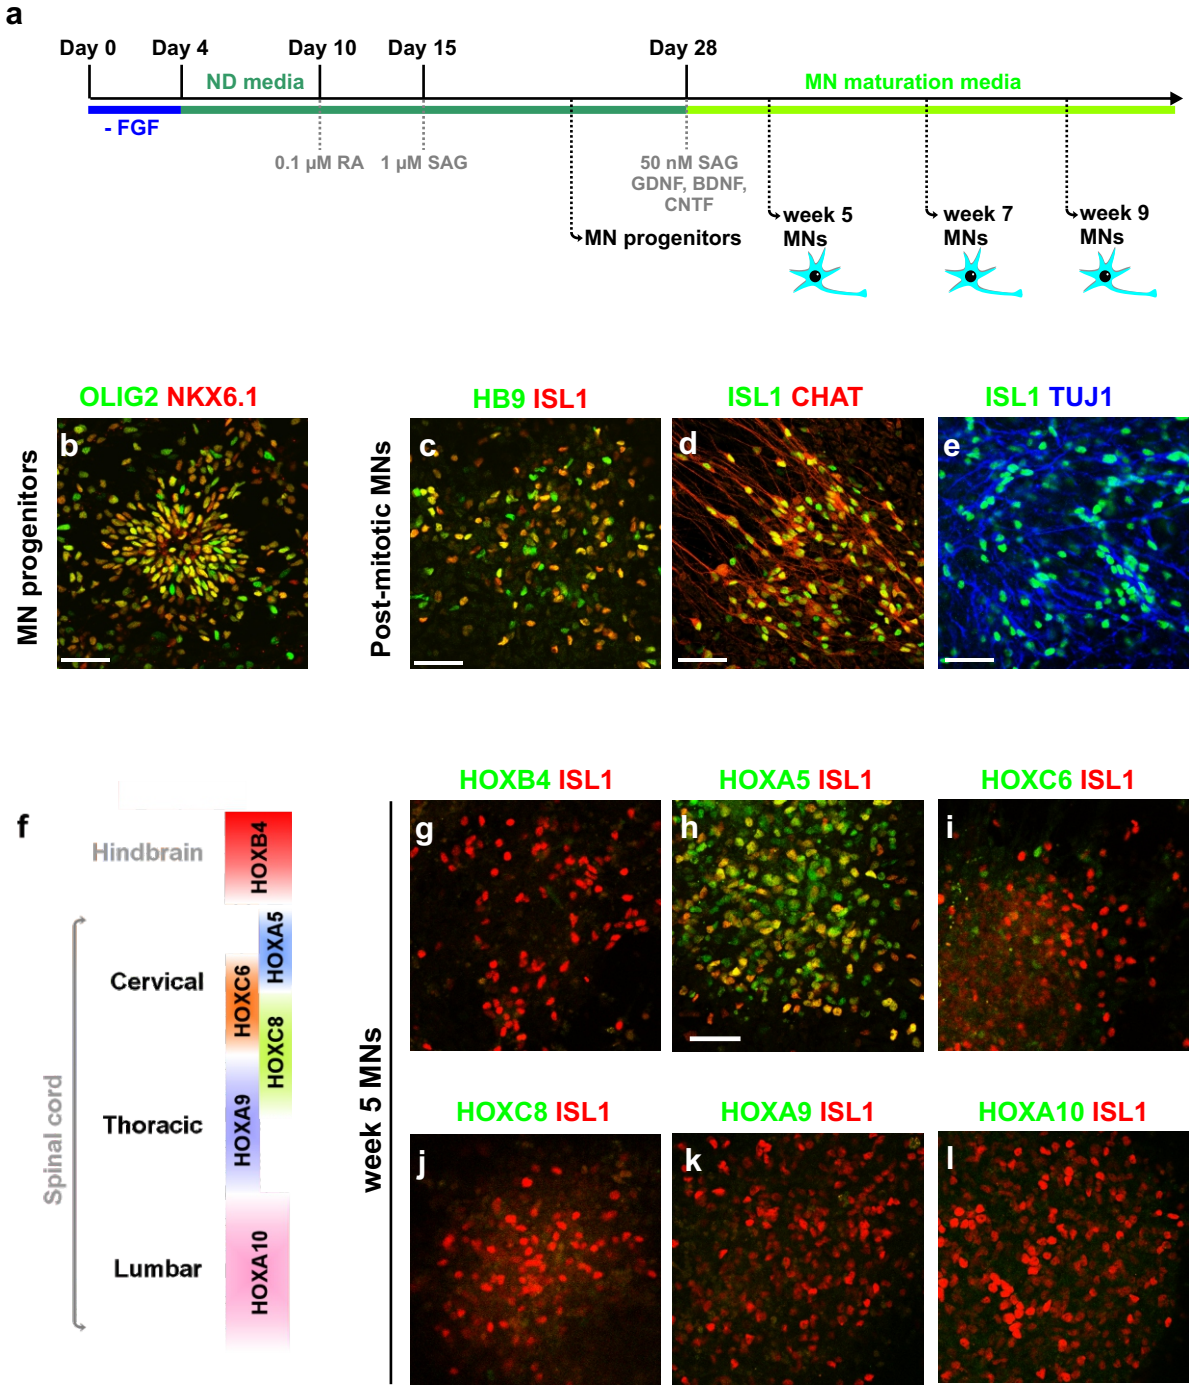 a
Day 0
Day 4
Day 10
Day 15
Day 28
ND media
MN maturation media
- FGF
0.1 µM RA
1 µM SAG
50 nM SAG
GDNF, BDNF,
CNTF
MN progenitors
week 5
MNs
week 7
MNs
week 9
MNs
OLIG2 NKX6.1
HB9 ISL1
ISL1 CHAT
ISL1 TUJ1
MN progenitors
b
Post-mitotic MNs
c
d
e
f
Hindbrain
Spinal cord
Cervical
Thoracic
Lumbar
HOXB4
HOXA5
HOXC6
HOXC8
HOXA9
HOXA10
week 5 MNs
HOXB4 ISL1
HOXA5 ISL1
HOXC6 ISL1
g
h
i
HOXC8 ISL1
HOXA9 ISL1
HOXA10 ISL1
j
k
l